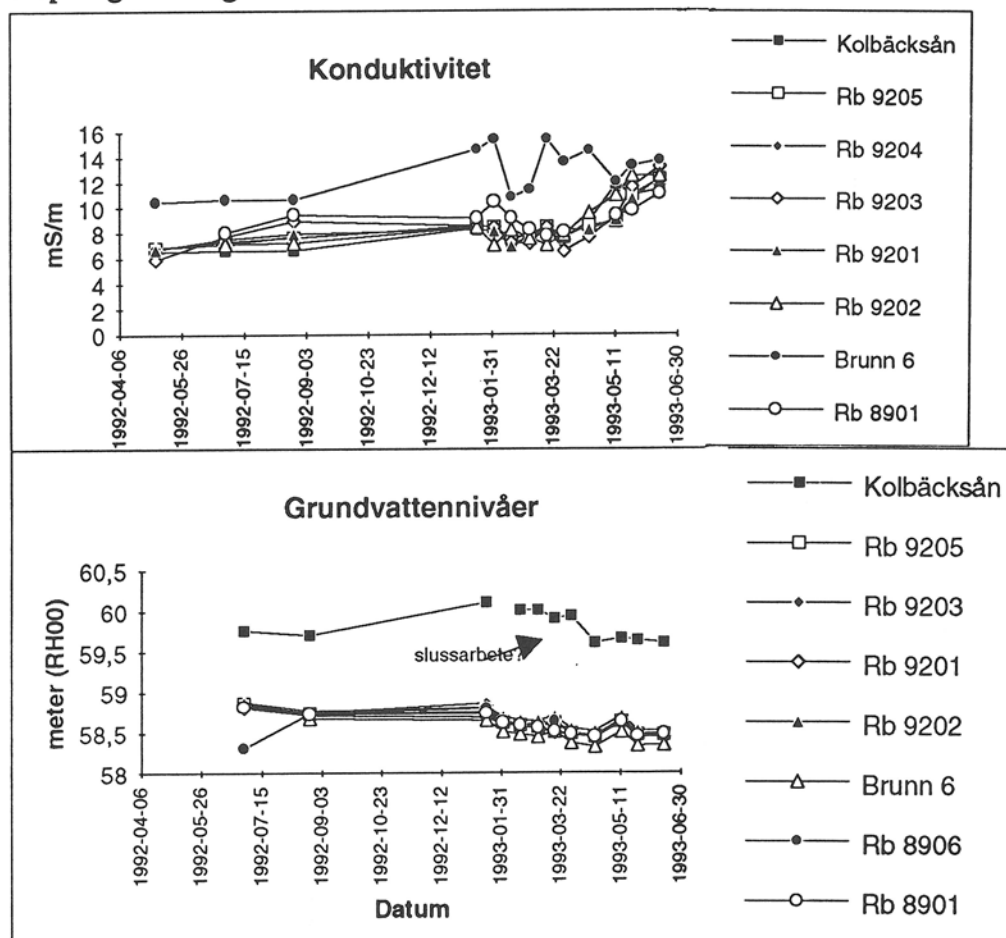 Konduktivitet
mS/m
16
14
12
10
8
6
4
2
0
1992-04-06
1992-05-26
1992-07-15
1992-09-03
1992-10-23
1992-12-12
1993-01-31
1993-03-22
1993-05-11
1993-06-30
Kolbäcksån
Rb 9205
Rb 9204
Rb 9203
Rb 9201
Rb 9202
Brunn 6
Rb 8901
Grundvattennivåer
meter (RH00)
60,5
60
59,5
59
58,5
58
slussarbete?
1992-04-06
1992-05-26
1992-07-15
1992-09-03
1992-10-23
1992-12-12
1993-01-31
1993-03-22
1993-05-11
1993-06-30
Datum
Kolbäcksån
Rb 9205
Rb 9203
Rb 9201
Rb 9202
Brunn 6
Rb 8906
Rb 8901